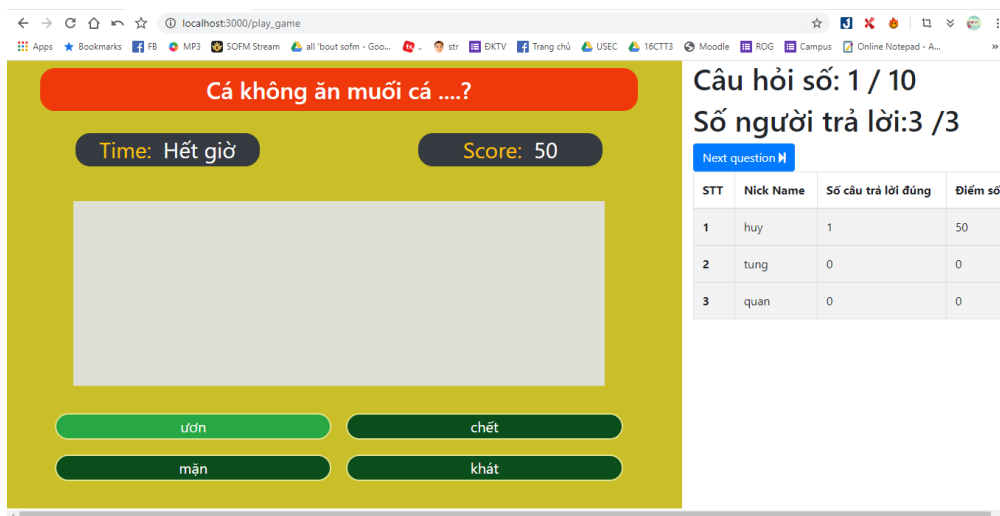 localhost:3000/play_game
Apps Bookmarks FB MP3 SOFM Stream all 'bout sofm - Goo... .. str ĐKTV Trang chủ USEC 16CTT3 Moodle ROG Campus Online Notepad - A... »
Cá không ăn muối cá ....?
Time: Hết giờ Score: 50
ươn chết
mặn khát
Câu hỏi số: 1 / 10
Số người trả lời:3 /3
Next question
STT Nick Name Số câu trả lời đúng Điểm số
1 huy 1 50
2 tung 0 0
3 quan 0 0